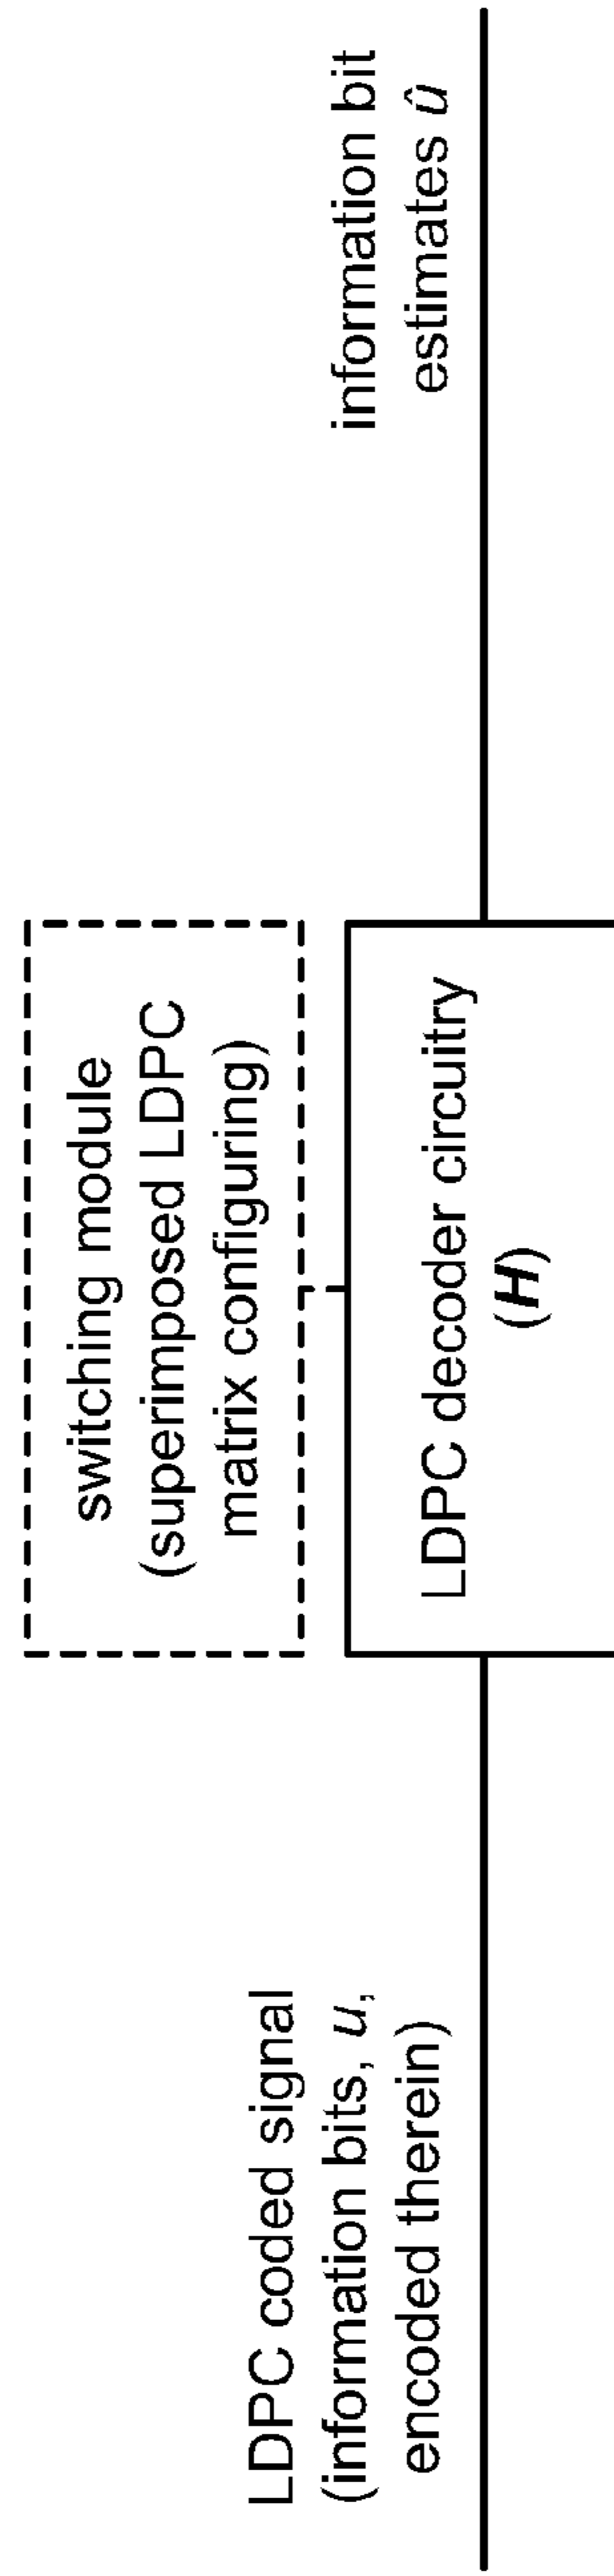 LDPC coded signal
(information bits, u,
encoded therein)
switching module
(superimposed LDPC
matrix configuring)
LDPC decoder circuitry
(H)
information bit
estimates û